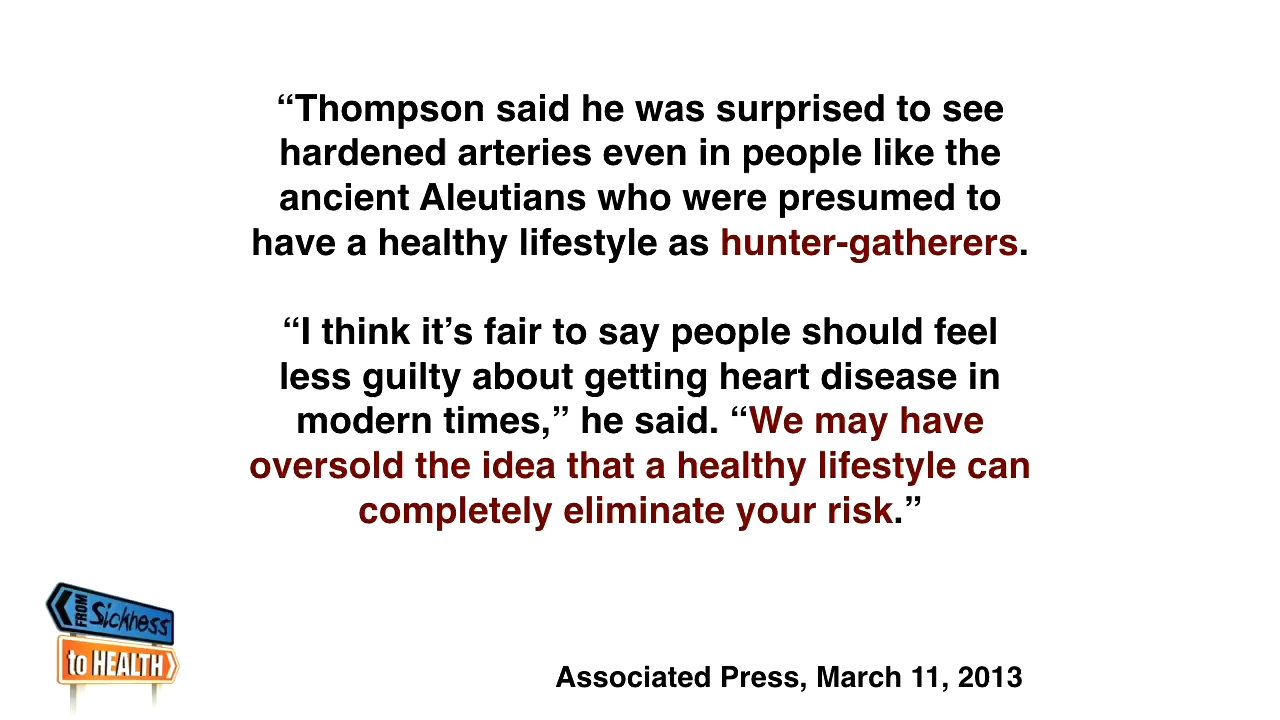 “Thompson said he was surprised to see
hardened arteries even in people like the
ancient Aleutians who were presumed to
have a healthy lifestyle as hunter-gatherers.
“I think it’s fair to say people should feel
less guilty about getting heart disease in
modern times,” he said. “We may have
oversold the idea that a healthy lifestyle can
completely eliminate your risk.”
FROM Sickness
to HEALTH
Associated Press, March 11, 2013